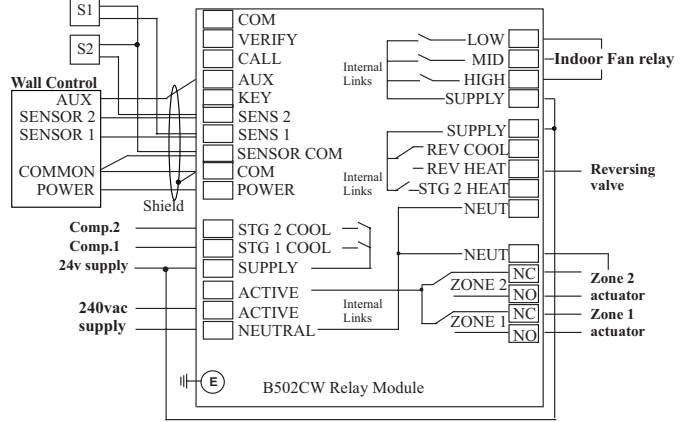 S1
S2
Wall Control
AUX
SENSOR 2
SENSOR 1
COMMON
POWER
Shield
Comp.2
Comp.1
24v supply
240vac
supply
COM
VERIFY
CALL
AUX
KEY
SENS 2
SENS 1
SENSOR COM
COM
POWER
STG 2 COOL
STG 1 COOL
SUPPLY
ACTIVE
ACTIVE
NEUTRAL
E
B502CW Relay Module
Internal
Links
LOW
MID
HIGH
SUPPLY
Internal
Links
SUPPLY
REV COOL
REV HEAT
STG 2 HEAT
NEUT
Internal
Links
NEUT
ZONE 2
NC
NO
ZONE 1
NC
NO
Indoor Fan relay
Reversing
valve
Zone 2
actuator
Zone 1
actuator